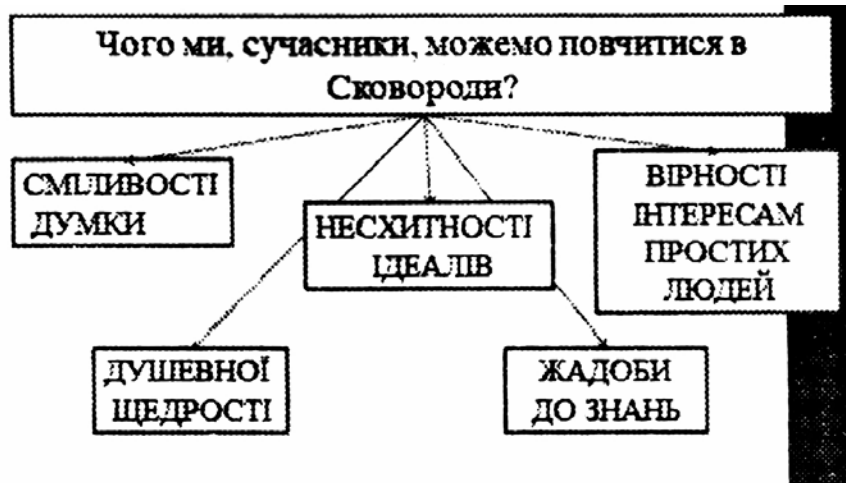 Чого ми, сучасники, можемо повчитися в
Сковороди?
СМІЛИВОСТІ
ДУМКИ
НЕСХИТНОСТІ
ІДЕАЛІВ
ВІРНОСТІ
ІНТЕРЕСАМ
ПРОСТИХ
ЛЮДЕЙ
ДУШЕВНОЇ
ЩЕДРОСТІ
ЖАДОБИ
ДО ЗНАНЬ